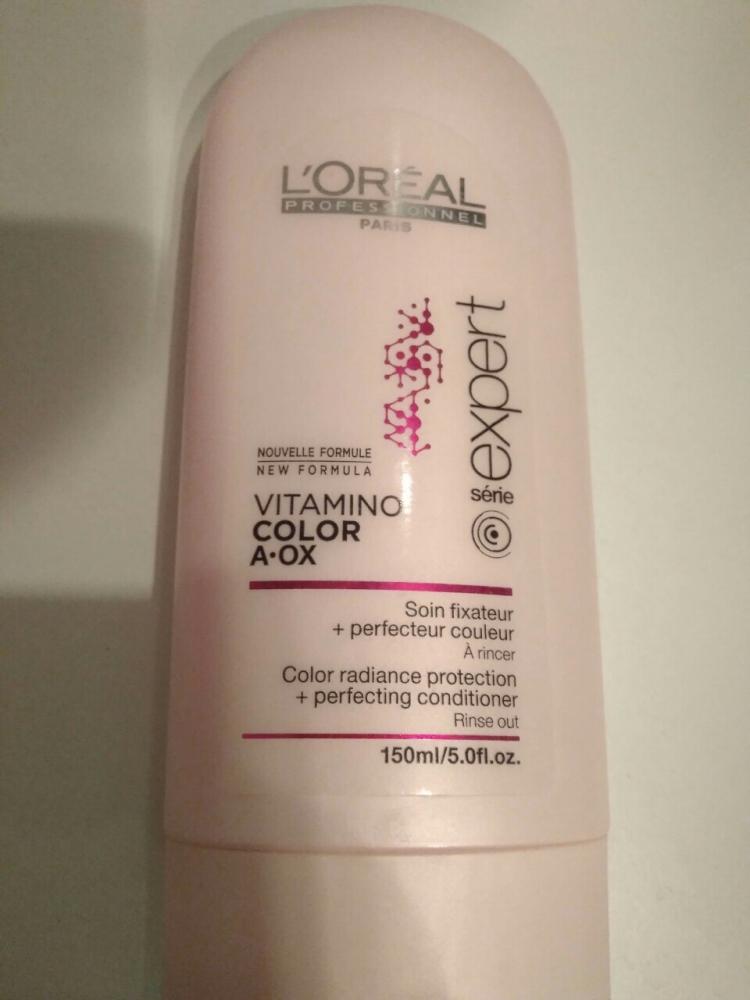 L'ORÉAL
PROFESSIONNEL
PARIS
série expert
NOUVELLE FORMULE
NEW FORMULA
VITAMINO
COLOR
A•OX
Soin fixateur
+ perfecteur couleur
À rincer
Color radiance protection
+ perfecting conditioner
Rinse out
150ml/5.0fl.oz.